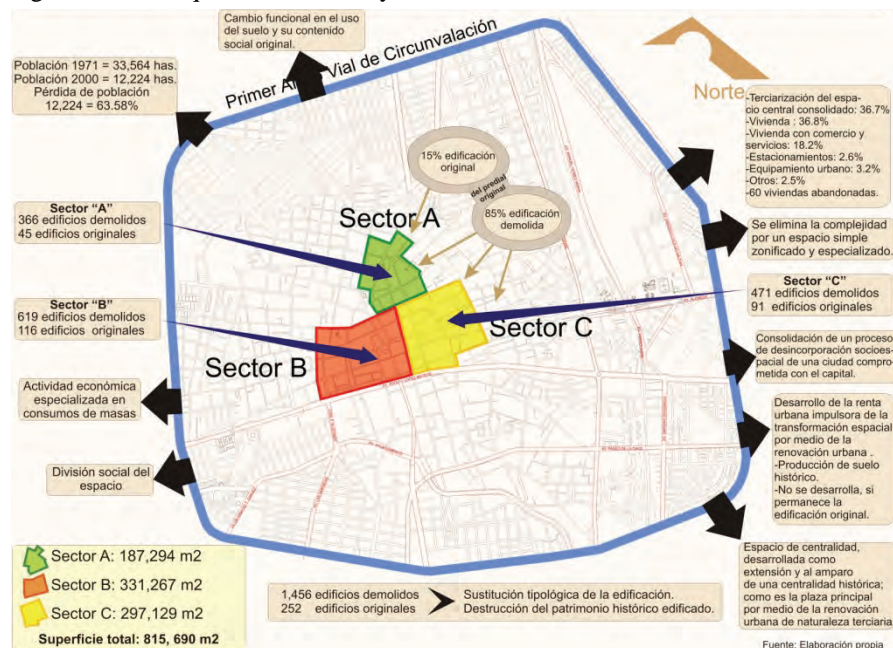 Cambio funcional en el uso
del suelo y su contenido
social original.
Primer Anillo Vial de Circunvalación
Norte
Población 1971 = 33,564 has.
Población 2000 = 12,224 has.
Pérdida de población
12,224 = 63.58%
-Terciarización del espa-
cio central consolidado: 36.7%
-Vivienda : 36.8%
-Vivienda con comercio y
servicios: 18.2%
-Estacionamientos: 2.6%
-Equipamiento urbano: 3.2%
-Otros: 2.5%
-60 viviendas abandonadas.
15% edificación
original
del predial original
85% edificación
demolida
Sector A
Sector "A"
366 edificios demolidos
45 edificios originales
Se elimina la complejidad
por un espacio simple
zonificado y especializado.
Sector "B"
619 edificios demolidos
116 edificios originales
Sector "C"
471 edificios demolidos
91 edificios originales
Sector C
Sector B
Consolidación de un proceso
de desincorporación socioes-
pacial de una ciudad compro-
metida con el capital.
Actividad económica
especializada en
consumos de masas
Desarrollo de la renta
urbana impulsora de la
transformación espacial
por medio de la
renovación urbana .
-Producción de suelo
histórico.
-No se desarrolla, si
permanece la
edificación original.
División social del
espacio
Sector A: 187,294 m2
Sector B: 331,267 m2
Sector C: 297,129 m2
Superficie total: 815, 690 m2
1,456 edificios demolidos
252 edificios originales
Sustitución tipológica de la edificación.
Destrucción del patrimonio histórico edificado.
Espacio de centralidad,
desarrollada como
extensión y al amparo
de una centralidad histórica;
como es la plaza principal
por medio de la renovación
urbana de naturaleza terciaria
Fuente: Elaboración propia